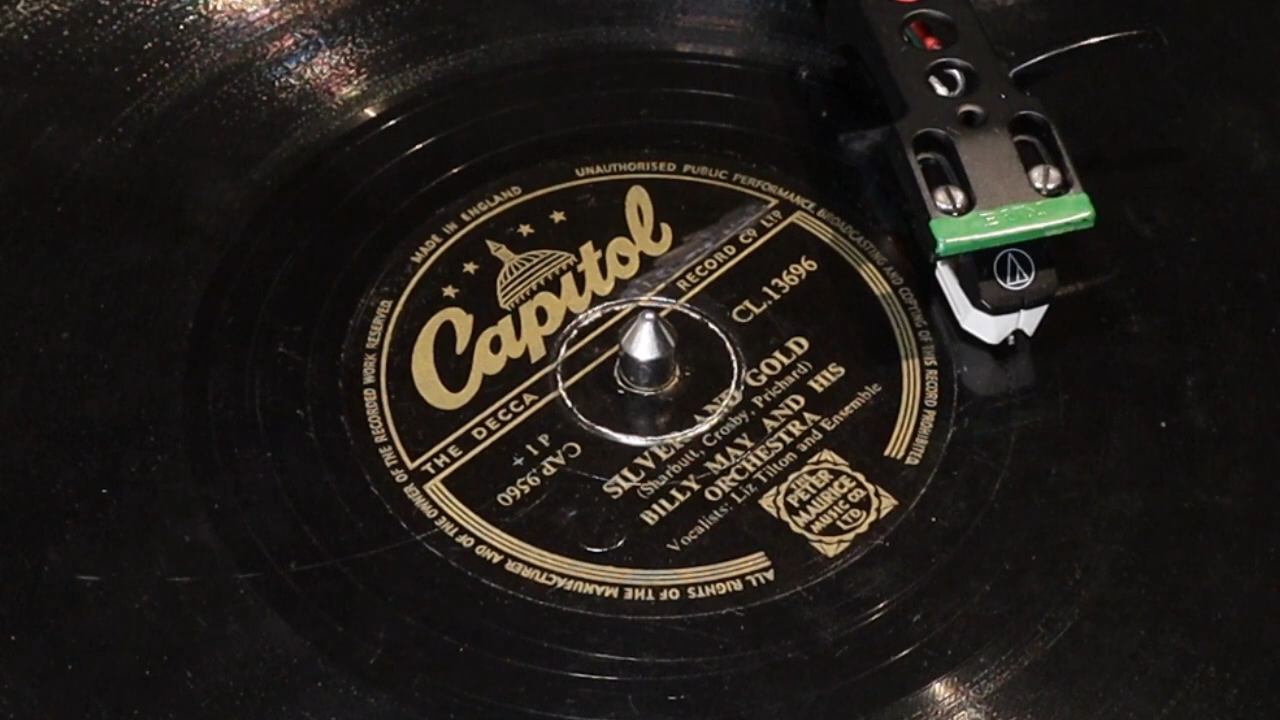 MADE IN ENGLAND
UNAUTHORISED PUBLIC PERFORMANCE, BROADCASTING AND COPYING OF THIS RECORD PROHIBITED
ALL RIGHTS OF THE MANUFACTURER AND OF THE OWNER OF THE RECORDED WORK RESERVED
Capitol
THE DECCA RECORD CO LTD
CL.13696
P 1 +
CAP.9560
SILVER AND GOLD
(Sharbutt, Crosby, Prichard)
BILLY MAY AND HIS
ORCHESTRA
Vocalists: Liz Tilton and Ensemble
THE
PETER
MAURICE
MUSIC CO.
LTD.